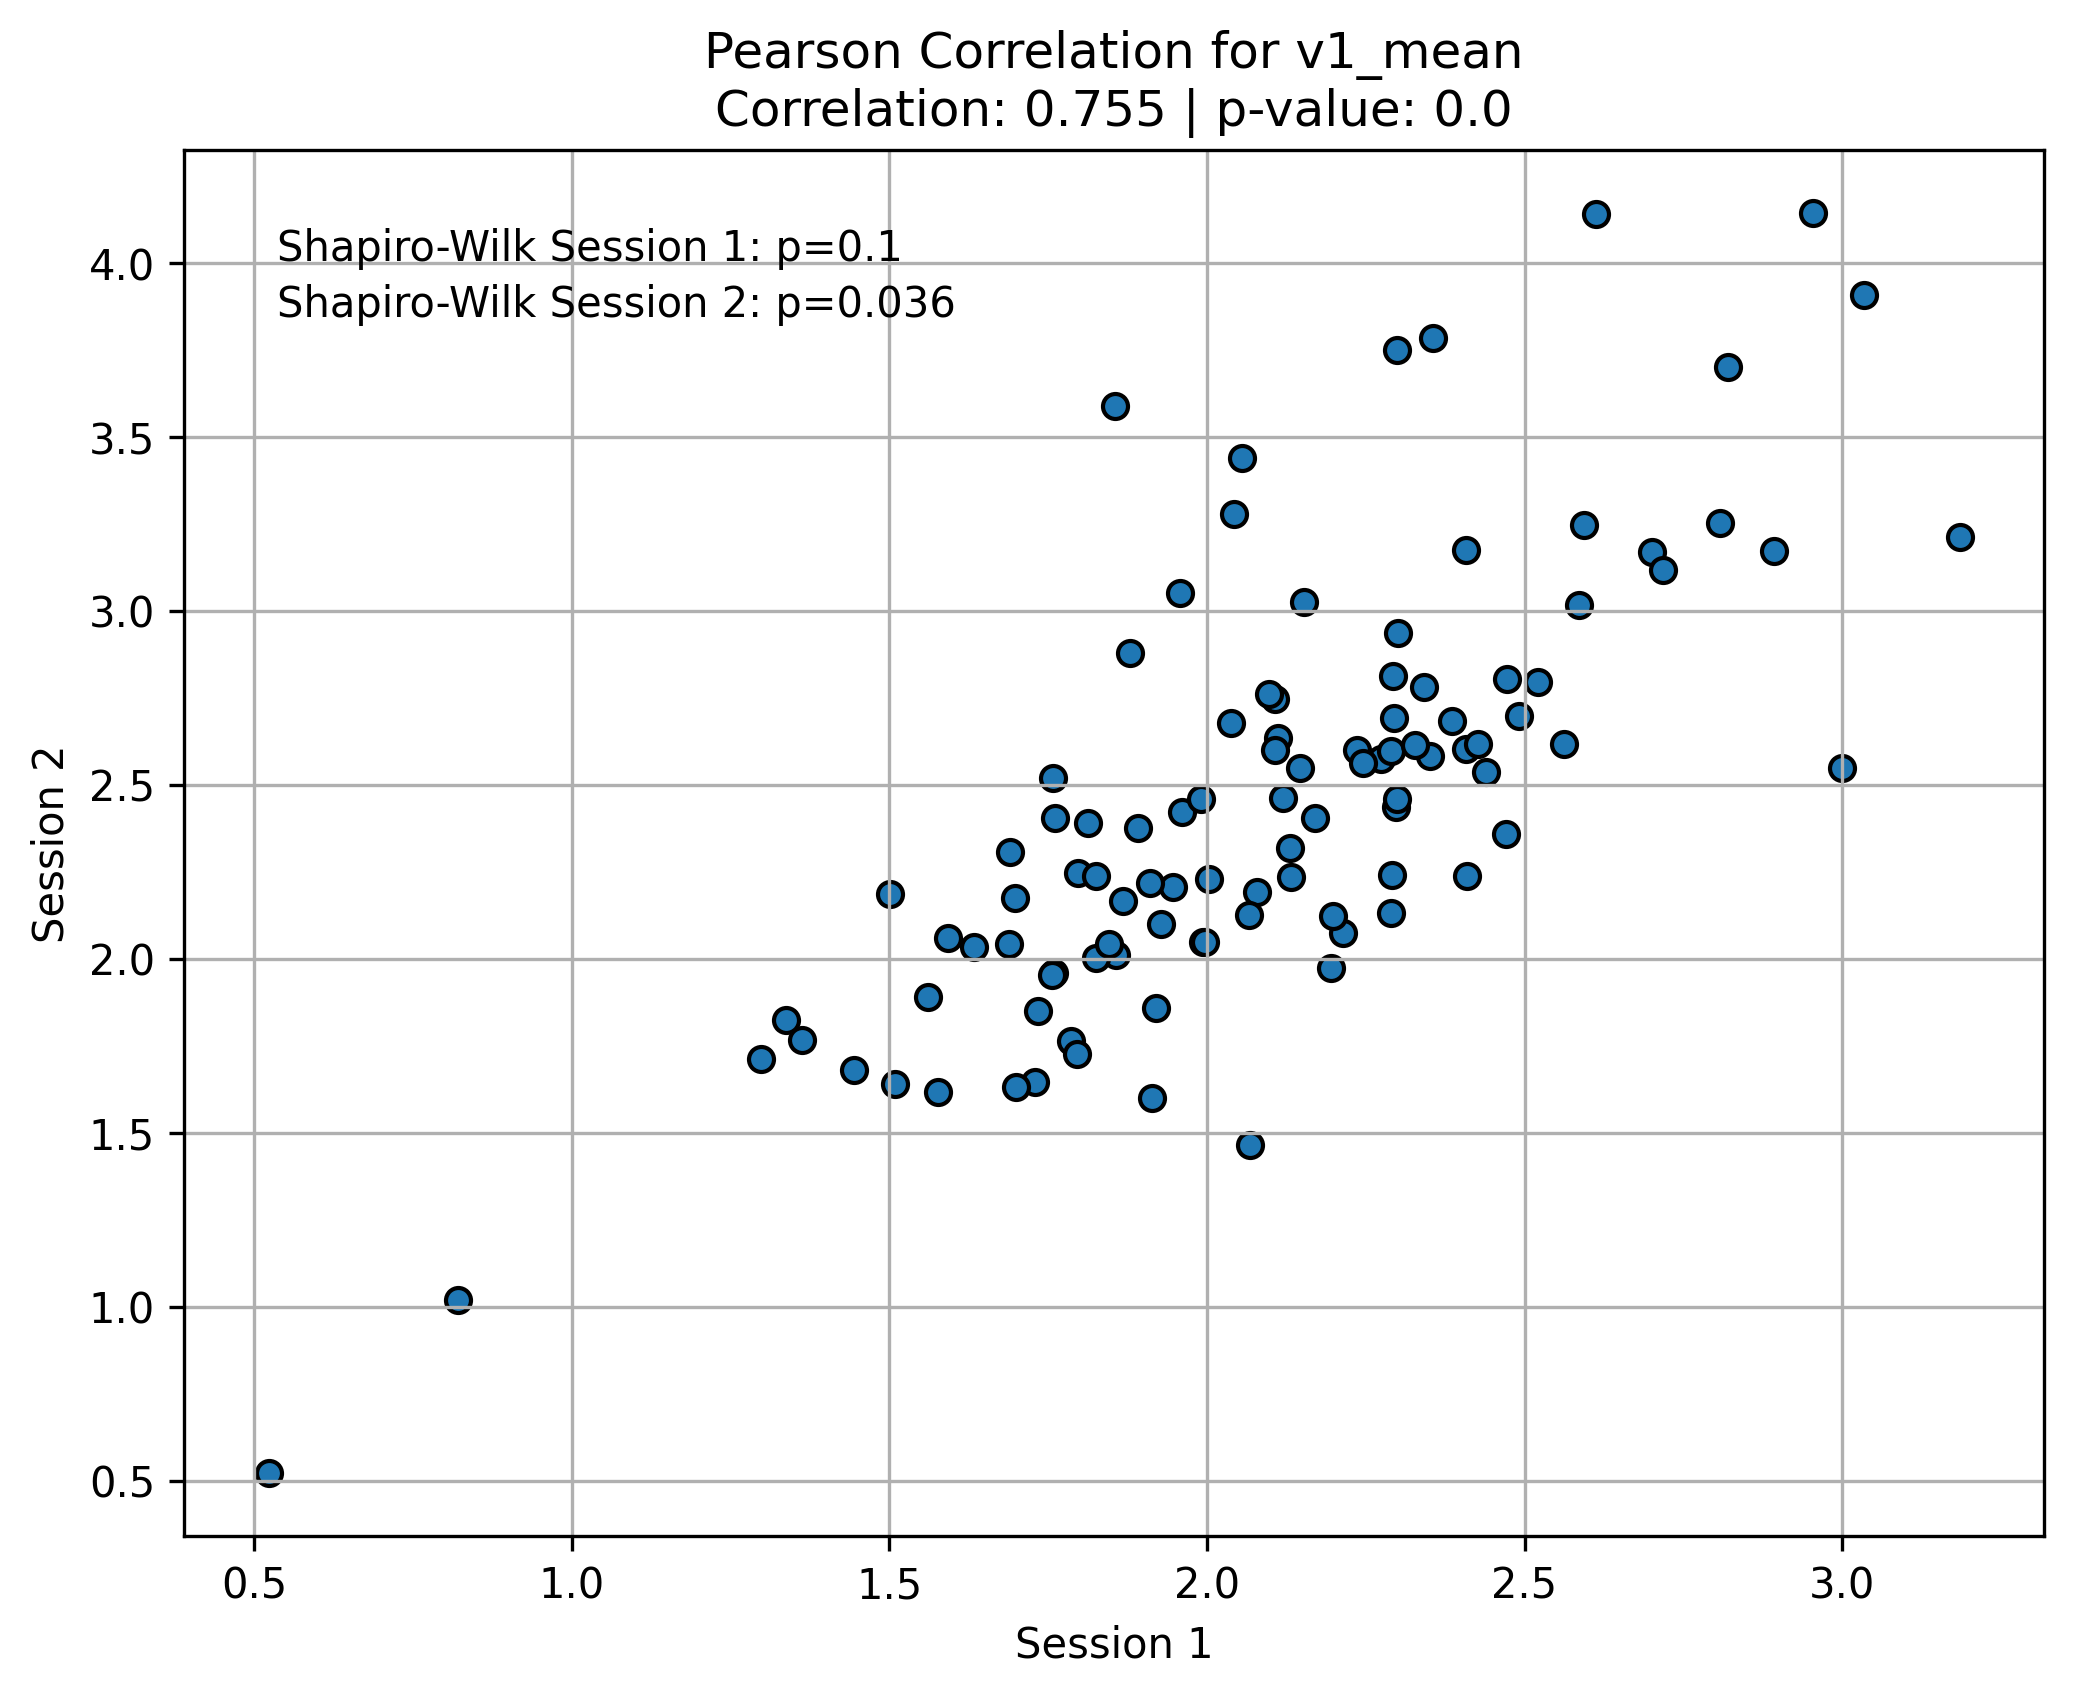 Pearson Correlation for v1_mean
Correlation: 0.755 | p-value: 0.0
Shapiro-Wilk Session 1: p=0.1
Shapiro-Wilk Session 2: p=0.036
4.0
3.5
3.0
2.5
2.0
1.5
1.0
0.5
Session 2
0.5 1.0 1.5 2.0 2.5 3.0
Session 1